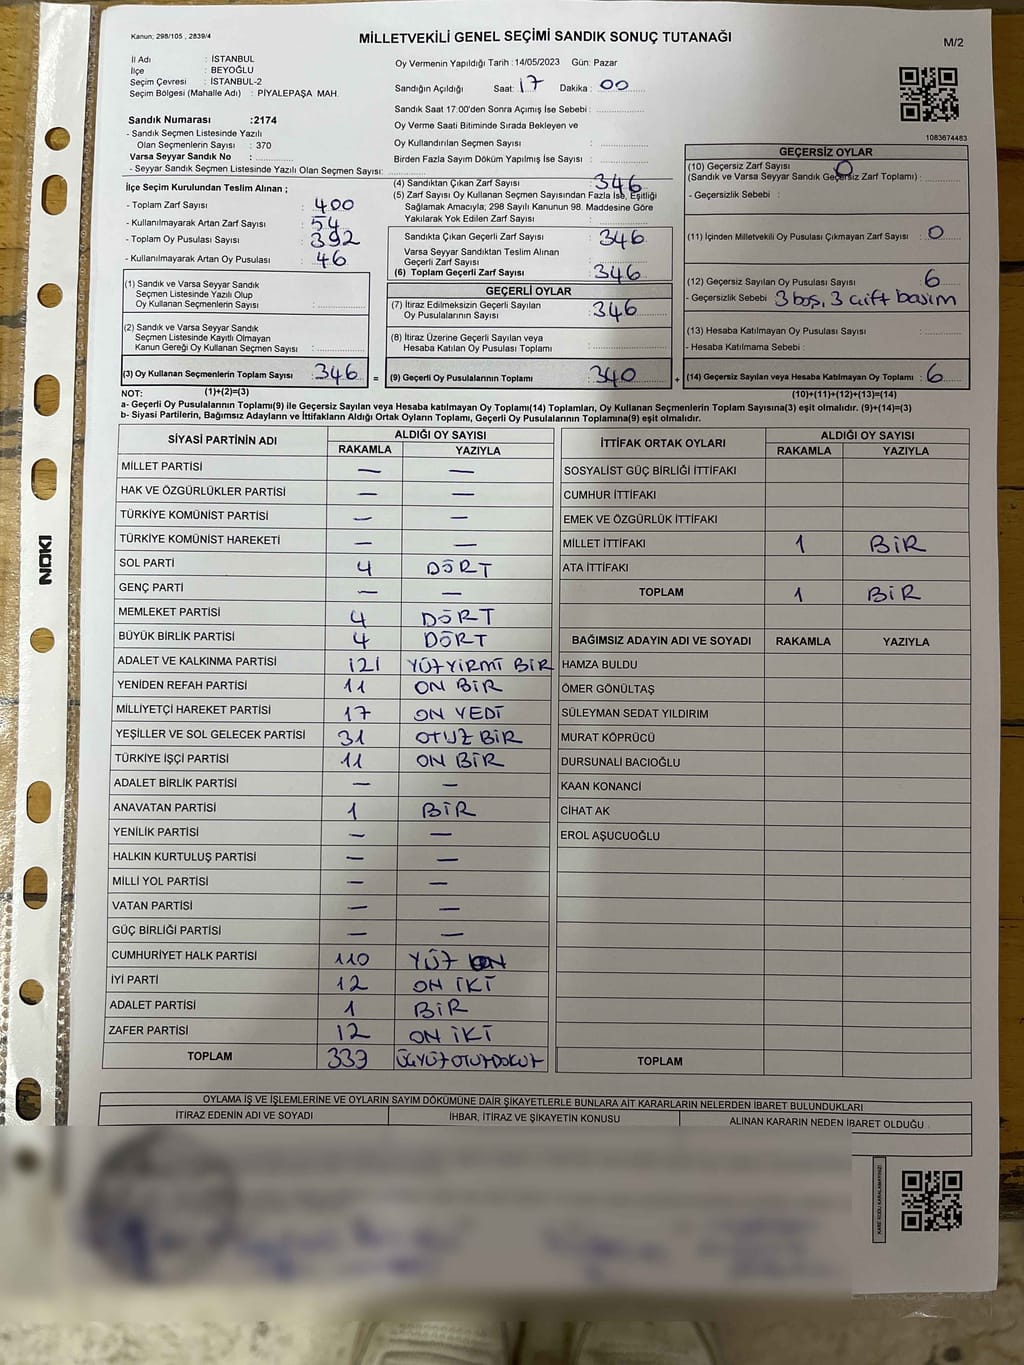 Kanun; 298/105 , 2839/4
MİLLETVEKİLİ GENEL SEÇİMİ SANDIK SONUÇ TUTANAĞI
M/2
İl Adı : İSTANBUL
İlçe : BEYOĞLU
Seçim Çevresi : İSTANBUL-2
Seçim Bölgesi (Mahalle Adı) : PİYALEPAŞA MAH.
Oy Vermenin Yapıldığı Tarih : 14/05/2023 Gün: Pazar
Sandığın Açıldığı Saat: 17 Dakika : 00
Sandık Saat 17:00'den Sonra Açımış İse Sebebi :
Oy Verme Saati Bitiminde Sırada Bekleyen ve
Oy Kullandırılan Seçmen Sayısı :
Birden Fazla Sayım Döküm Yapılmış İse Sayısı :
1083674483
Sandık Numarası :2174
- Sandık Seçmen Listesinde Yazılı
Olan Seçmenlerin Sayısı : 370
Varsa Seyyar Sandık No :
- Seyyar Sandık Seçmen Listesinde Yazılı Olan Seçmen Sayısı:
İlçe Seçim Kurulundan Teslim Alınan ;
- Toplam Zarf Sayısı : 400
- Kullanılmayarak Artan Zarf Sayısı : 54
- Toplam Oy Pusulası Sayısı : 392
- Kullanılmayarak Artan Oy Pusulası : 46
(1) Sandık ve Varsa Seyyar Sandık
Seçmen Listesinde Yazılı Olup
Oy Kullanan Seçmenlerin Sayısı :
(2) Sandık ve Varsa Seyyar Sandık
Seçmen Listesinde Kayıtlı Olmayan
Kanun Gereği Oy Kullanan Seçmen Sayısı :
(3) Oy Kullanan Seçmenlerin Toplam Sayısı : 346 =
(1)+(2)=(3)
(4) Sandıktan Çıkan Zarf Sayısı : 346
(5) Zarf Sayısı Oy Kullanan Seçmen Sayısından Fazla İse, Eşitliği
Sağlamak Amacıyla; 298 Sayılı Kanunun 98. Maddesine Göre
Yakılarak Yok Edilen Zarf Sayısı :
Sandıkta Çıkan Geçerli Zarf Sayısı : 346
Varsa Seyyar Sandıktan Teslim Alınan
Geçerli Zarf Sayısı :
(6) Toplam Geçerli Zarf Sayısı : 346
GEÇERLİ OYLAR
(7) İtiraz Edilmeksizin Geçerli Sayılan
Oy Pusulalarının Sayısı : 346
(8) İtiraz Üzerine Geçerli Sayılan veya
Hesaba Katılan Oy Pusulası Toplamı :
(9) Geçerli Oy Pusulalarının Toplamı : 340 +
GEÇERSİZ OYLAR
(10) Geçersiz Zarf Sayısı 0
(Sandık ve Varsa Seyyar Sandık Geçersiz Zarf Toplamı) :
- Geçersizlik Sebebi :
(11) İçinden Milletvekili Oy Pusulası Çıkmayan Zarf Sayısı : 0
(12) Geçersiz Sayılan Oy Pusulası Sayısı : 6
- Geçersizlik Sebebi : 3 boş, 3 çift basım
(13) Hesaba Katılmayan Oy Pusulası Sayısı :
- Hesaba Katılmama Sebebi :
(14) Geçersiz Sayılan veya Hesaba Katılmayan Oy Toplamı : 6
(10)+(11)+(12)+(13)=(14)
NOT:
a- Geçerli Oy Pusulalarının Toplamı(9) ile Geçersiz Sayılan veya Hesaba katılmayan Oy Toplamı(14) Toplamları, Oy Kullanan Seçmenlerin Toplam Sayısına(3) eşit olmalıdır. (9)+(14)=(3)
b- Siyasi Partilerin, Bağımsız Adayların ve İttifakların Aldığı Ortak Oyların Toplamı, Geçerli Oy Pusulalarının Toplamına(9) eşit olmalıdır.
SİYASİ PARTİNİN ADI ALDIĞI OY SAYISI
RAKAMLA YAZIYLA
MİLLET PARTİSİ — —
HAK VE ÖZGÜRLÜKLER PARTİSİ — —
TÜRKİYE KOMÜNİST PARTİSİ — —
TÜRKİYE KOMÜNİST HAREKETİ — —
SOL PARTİ 4 DÖRT
GENÇ PARTİ — —
MEMLEKET PARTİSİ 4 DÖRT
BÜYÜK BİRLİK PARTİSİ 4 DÖRT
ADALET VE KALKINMA PARTİSİ 121 YÜZYİRMİ BİR
YENİDEN REFAH PARTİSİ 11 ON BİR
MİLLİYETÇİ HAREKET PARTİSİ 17 ON YEDİ
YEŞİLLER VE SOL GELECEK PARTİSİ 31 OTUZ BİR
TÜRKİYE İŞÇİ PARTİSİ 11 ON BİR
ADALET BİRLİK PARTİSİ — —
ANAVATAN PARTİSİ 1 BİR
YENİLİK PARTİSİ — —
HALKIN KURTULUŞ PARTİSİ — —
MİLLİ YOL PARTİSİ — —
VATAN PARTİSİ — —
GÜÇ BİRLİĞİ PARTİSİ — —
CUMHURİYET HALK PARTİSİ 110 YÜZ ON
İYİ PARTİ 12 ON İKİ
ADALET PARTİSİ 1 BİR
ZAFER PARTİSİ 12 ON İKİ
TOPLAM 339 ÜÇYÜZOTUZDOKUZ
İTTİFAK ORTAK OYLARI ALDIĞI OY SAYISI
RAKAMLA YAZIYLA
SOSYALİST GÜÇ BİRLİĞİ İTTİFAKI
CUMHUR İTTİFAKI
EMEK VE ÖZGÜRLÜK İTTİFAKI
MİLLET İTTİFAKI 1 BİR
ATA İTTİFAKI
TOPLAM 1 BİR
BAĞIMSIZ ADAYIN ADI VE SOYADI RAKAMLA YAZIYLA
HAMZA BULDU
ÖMER GÖNÜLTAŞ
SÜLEYMAN SEDAT YILDIRIM
MURAT KÖPRÜCÜ
DURSUNALİ BACIOĞLU
KAAN KONANCİ
CİHAT AK
EROL AŞUCUOĞLU
TOPLAM
OYLAMA İŞ VE İŞLEMLERİNE VE OYLARIN SAYIM DÖKÜMÜNE DAİR ŞİKAYETLERLE BUNLARA AİT KARARLARIN NELERDEN İBARET BULUNDUKLARI
İTİRAZ EDENİN ADI VE SOYADI İHBAR, İTİRAZ VE ŞİKAYETİN KONUSU ALINAN KARARIN NEDEN İBARET OLDUĞU
KARE KODU KARALAMAYINIZ!
NOKI